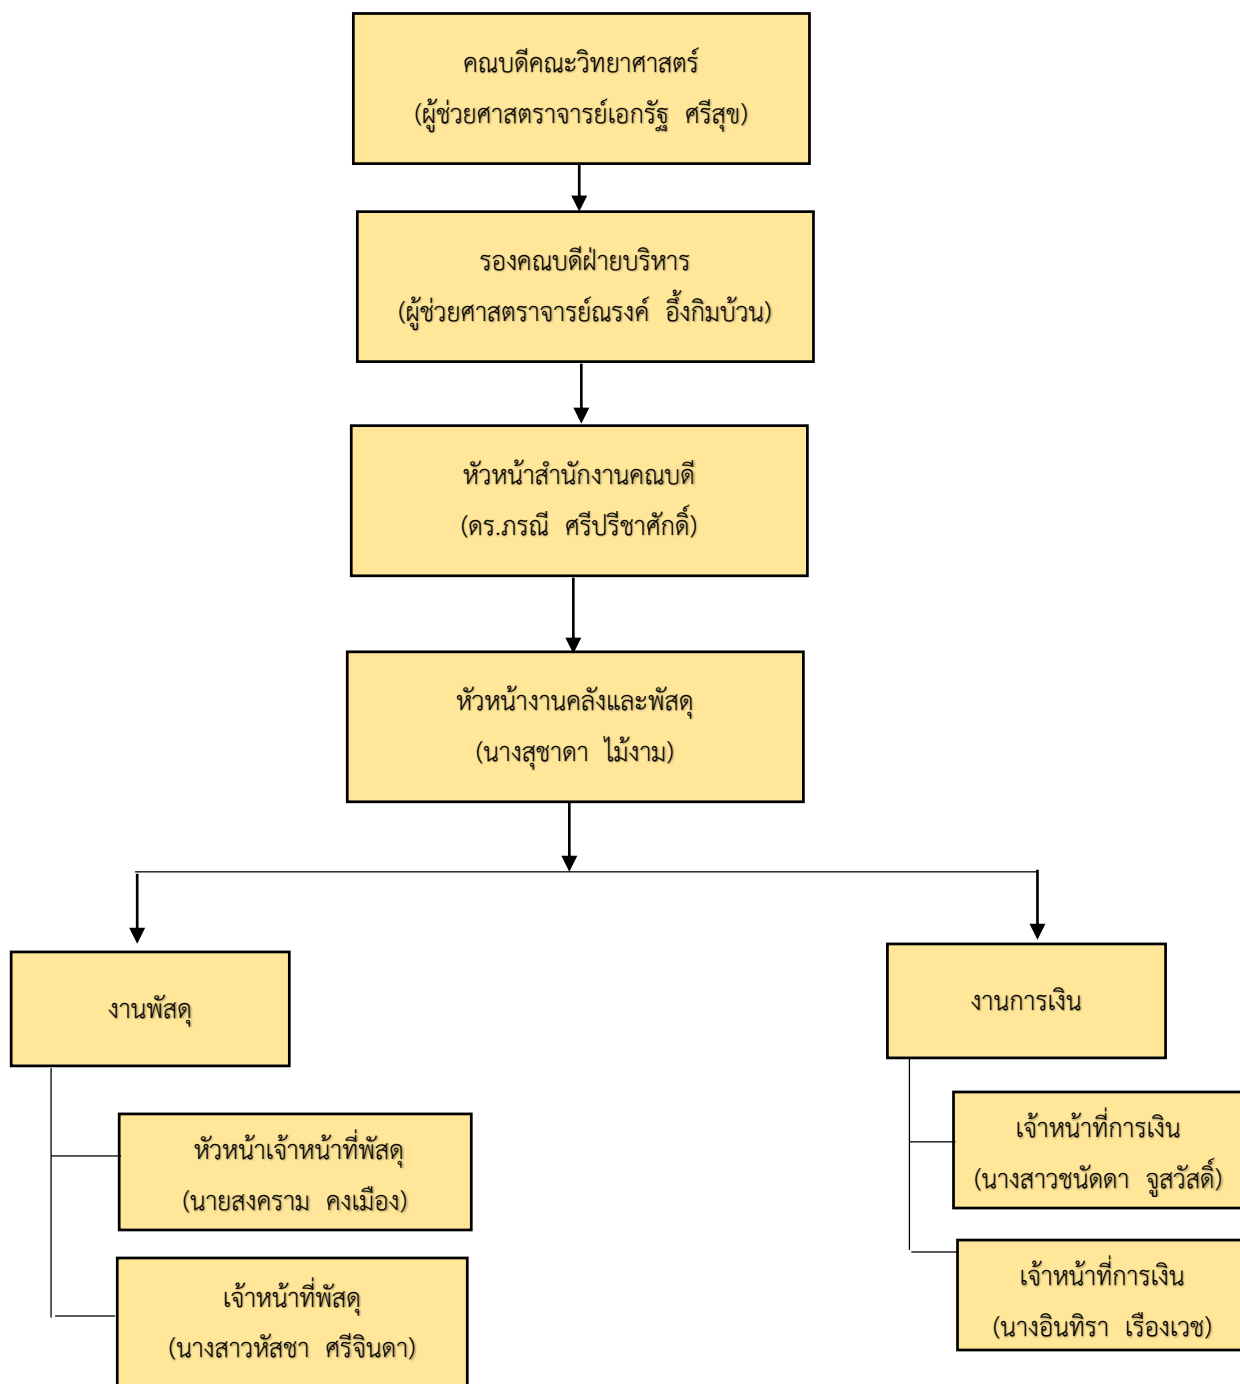 คณบดีคณะวิทยาศาสตร์
(ผู้ช่วยศาสตราจารย์เอกรัฐ ศรีสุข)
รองคณบดีฝ่ายบริหาร
(ผู้ช่วยศาสตราจารย์ณรงค์ อึ้งกิมบ้วน)
หัวหน้าสำนักงานคณบดี
(ดร.ภรณี ศรีปรีชาศักดิ์)
หัวหน้างานคลังและพัสดุ
(นางสุชาดา ไม้งาม)
งานพัสดุ
หัวหน้าเจ้าหน้าที่พัสดุ
(นายสงคราม คงเมือง)
เจ้าหน้าที่พัสดุ
(นางสาวหัสชา ศรีจินดา)
งานการเงิน
เจ้าหน้าที่การเงิน
(นางสาวชนัดดา จูสวัสดิ์)
เจ้าหน้าที่การเงิน
(นางอินทิรา เรืองเวช)